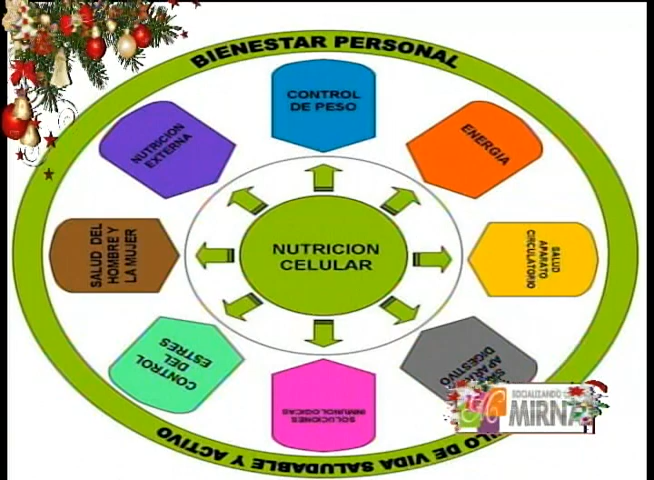 BIENESTAR PERSONAL
CONTROL
DE PESO
ENERGIA
SALUD
APARATO
CIRCULATORIO
DIGESTIVO
SOLUCIONES
INMUNOLOGICAS
CONTROL
DEL
ESTRES
SALUD DEL
HOMBRE Y
LA MUJER
NUTRICION
EXTERNA
NUTRICION
CELULAR
DE VIDA SALUDABLE Y ACTIVO
SOCIALIZANDO
MIRNA